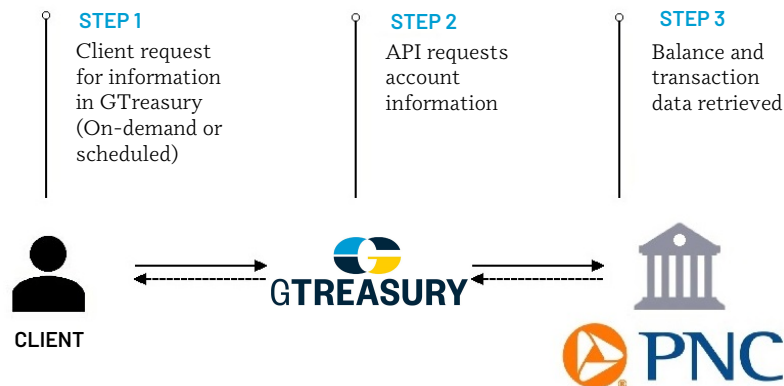 STEP 1
Client request
for information
in GTreasury
(On-demand or
scheduled)
STEP 2
API requests
account
information
STEP 3
Balance and
transaction
data retrieved
CLIENT
GTREASURY
PNC
®